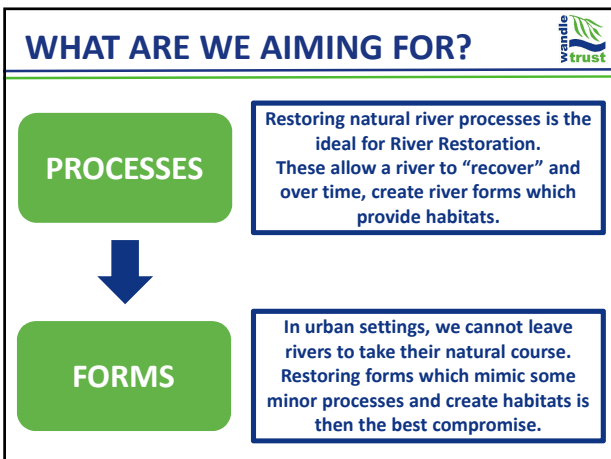 WHAT ARE WE AIMING FOR?
wandle
trust
PROCESSES
Restoring natural river processes is the
ideal for River Restoration.
These allow a river to “recover” and
over time, create river forms which
provide habitats.
FORMS
In urban settings, we cannot leave
rivers to take their natural course.
Restoring forms which mimic some
minor processes and create habitats is
then the best compromise.